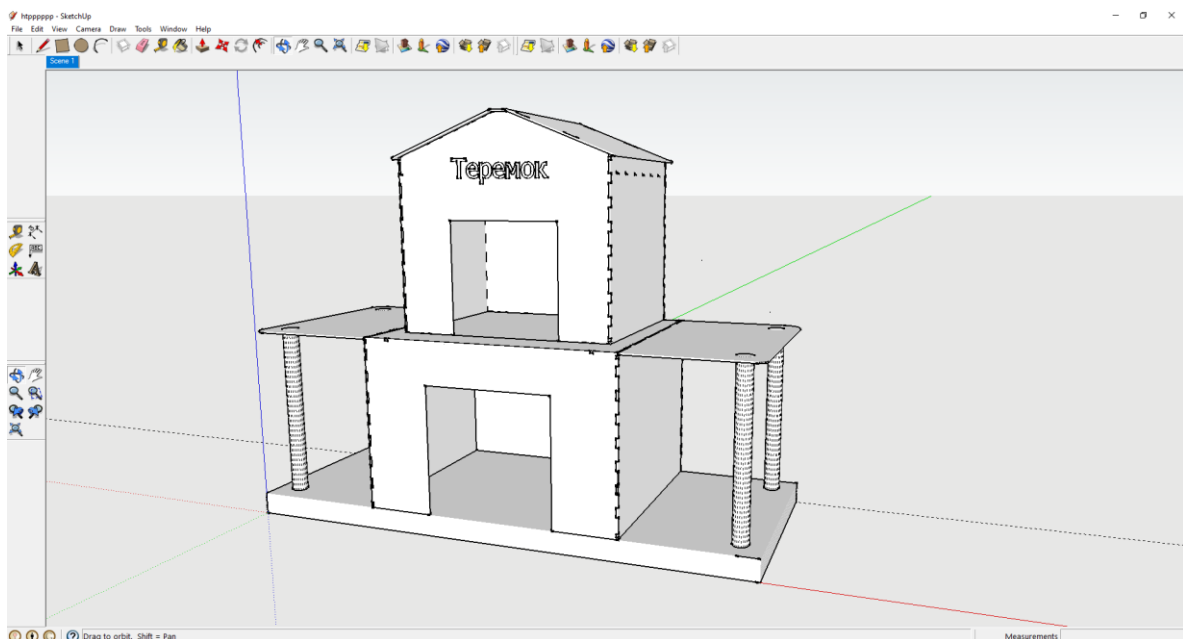 htpppppp - SketchUp
File Edit View Camera Draw Tools Window Help
Scene 1
Теремок
Drag to orbit. Shift = Pan
Measurements